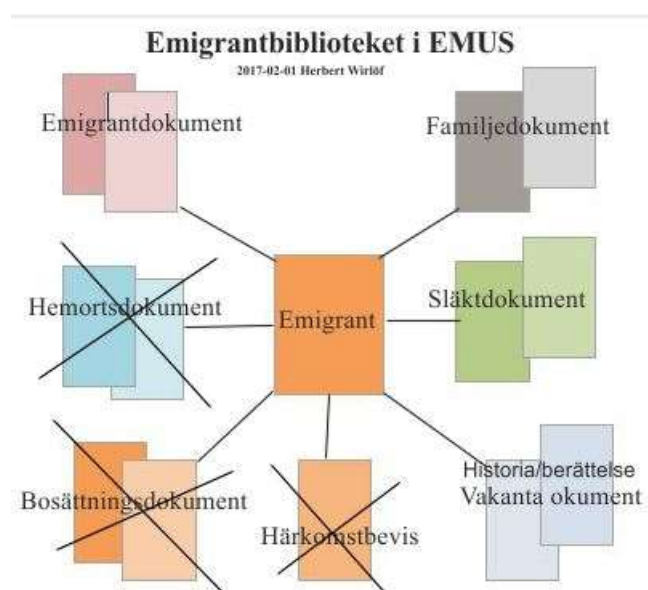 Emigrantbiblioteket i EMUS
2017-02-01 Herbert Wirlöf
Emigrantdokument
Familjedokument
Hemortsdokument
Emigrant
Släktdokument
Bosättningsdokument
Härkomstbevis
Historia/berättelse
Vakanta okument